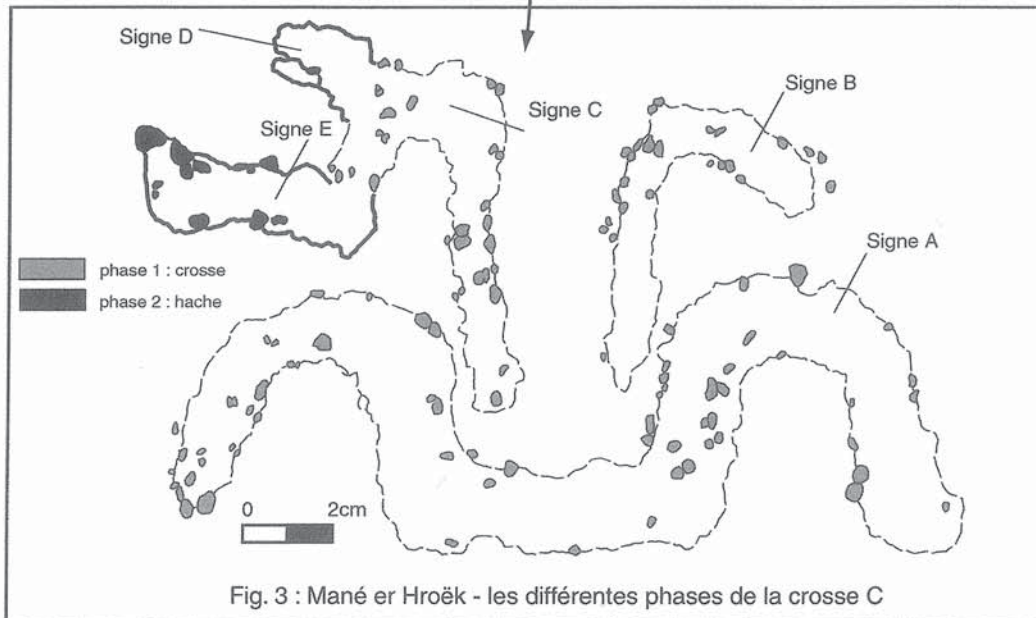 Signe D
Signe B
Signe C
Signe E
Signe A
phase 1 : crosse
phase 2 : hache
0 2cm
Fig. 3 : Mané er Hroëk - les différentes phases de la crosse C